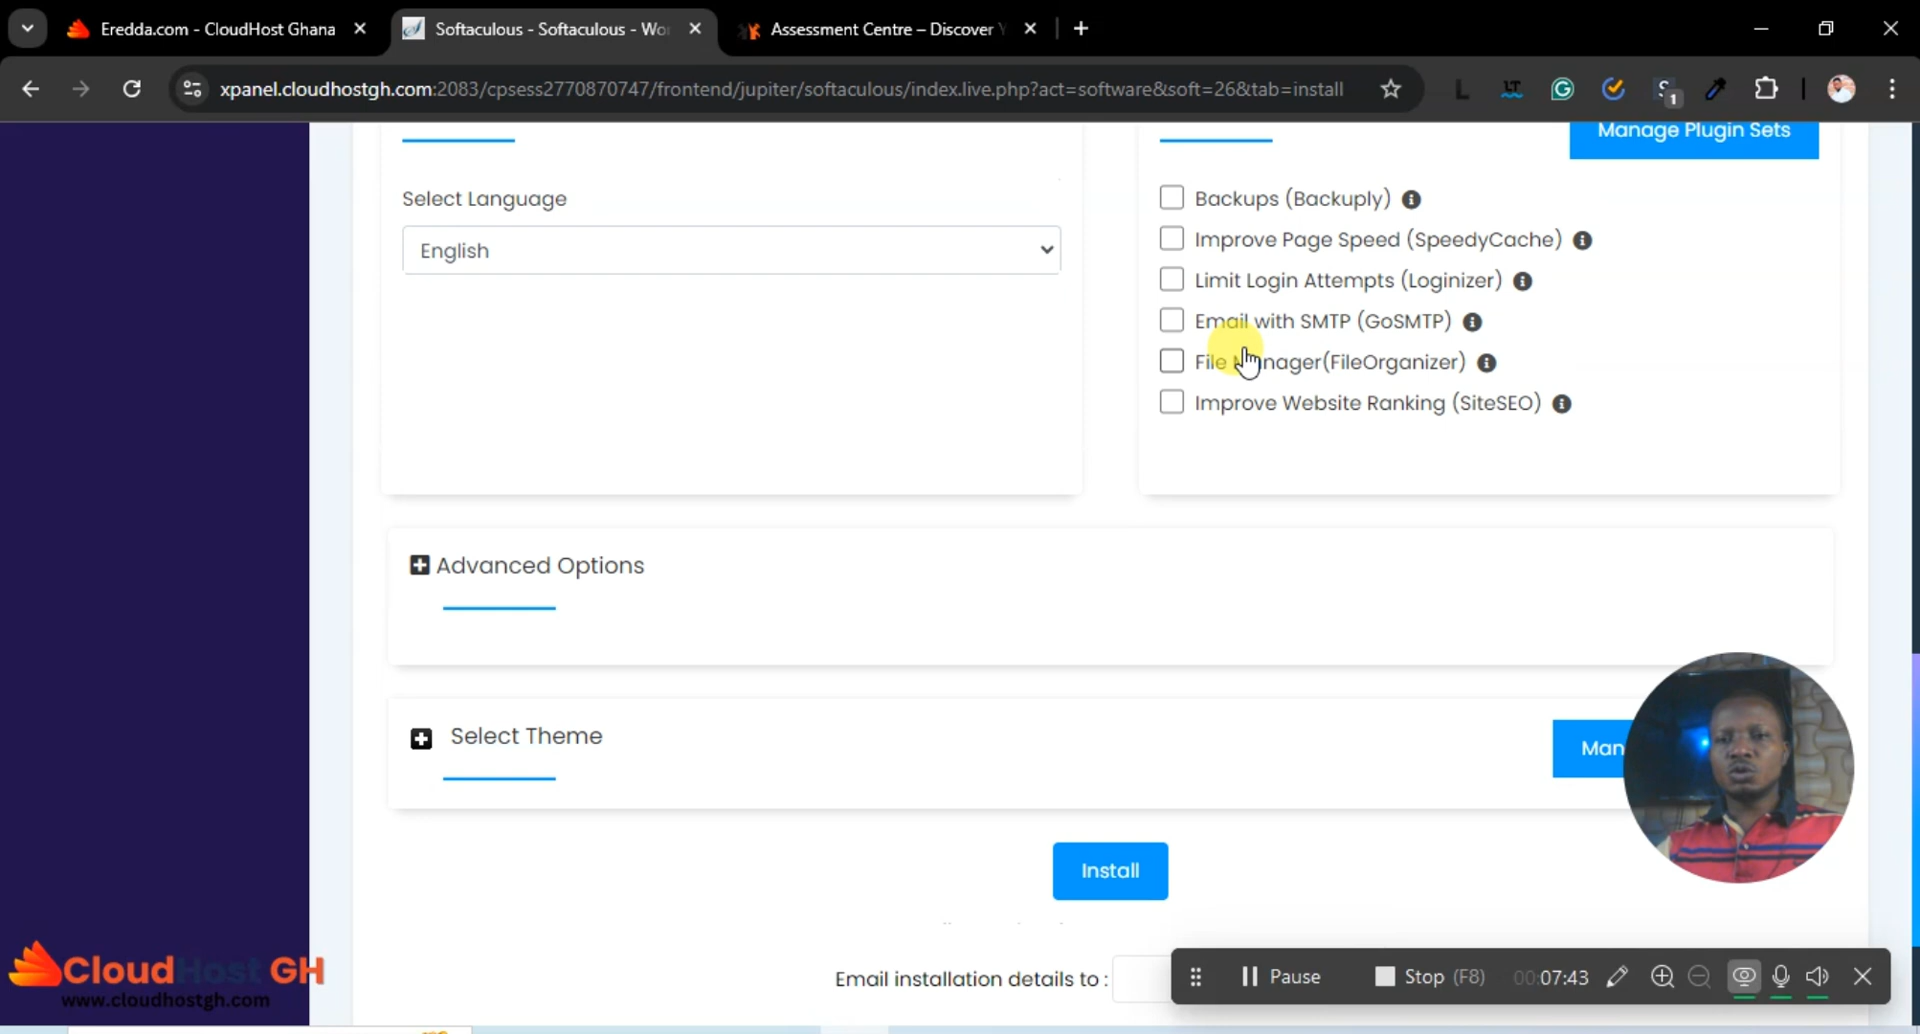 Eredda.com - CloudHost Ghana
Softaculous - Softaculous - Wo
Assessment Centre – Discover Y
xpanel.cloudhostgh.com:2083/cpsess2770870747/frontend/jupiter/softaculous/index.live.php?act=software&soft=26&tab=install
Manage Plugin Sets
Select Language
English
Backups (Backuply)
Improve Page Speed (SpeedyCache)
Limit Login Attempts (Loginizer)
Email with SMTP (GoSMTP)
File Manager(FileOrganizer)
Improve Website Ranking (SiteSEO)
Advanced Options
Select Theme
Man
Install
CloudHost GH
www.cloudhostgh.com
Email installation details to :
Pause
Stop (F8)
00:07:43